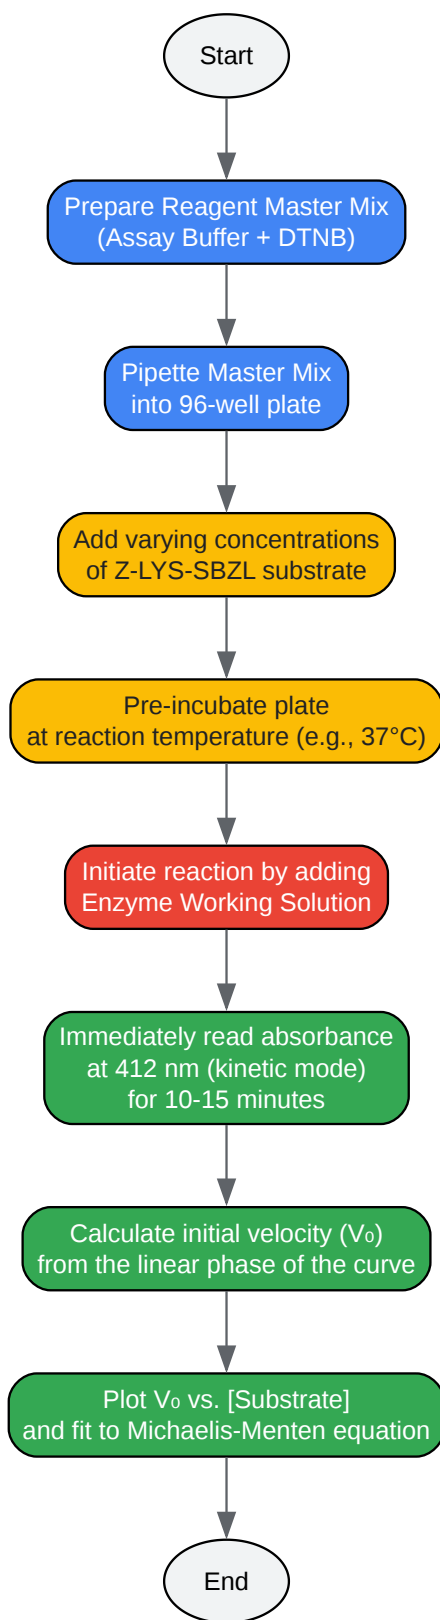 Start
Prepare Reagent Master Mix
(Assay Buffer + DTNB)
Pipette Master Mix
into 96-well plate
Add varying concentrations
of Z-LYS-SBZL substrate
Pre-incubate plate
at reaction temperature (e.g., 37°C)
Initiate reaction by adding
Enzyme Working Solution
Immediately read absorbance
at 412 nm (kinetic mode)
for 10-15 minutes
Calculate initial velocity (V₀)
from the linear phase of the curve
Plot V₀ vs. [Substrate]
and fit to Michaelis-Menten equation
End